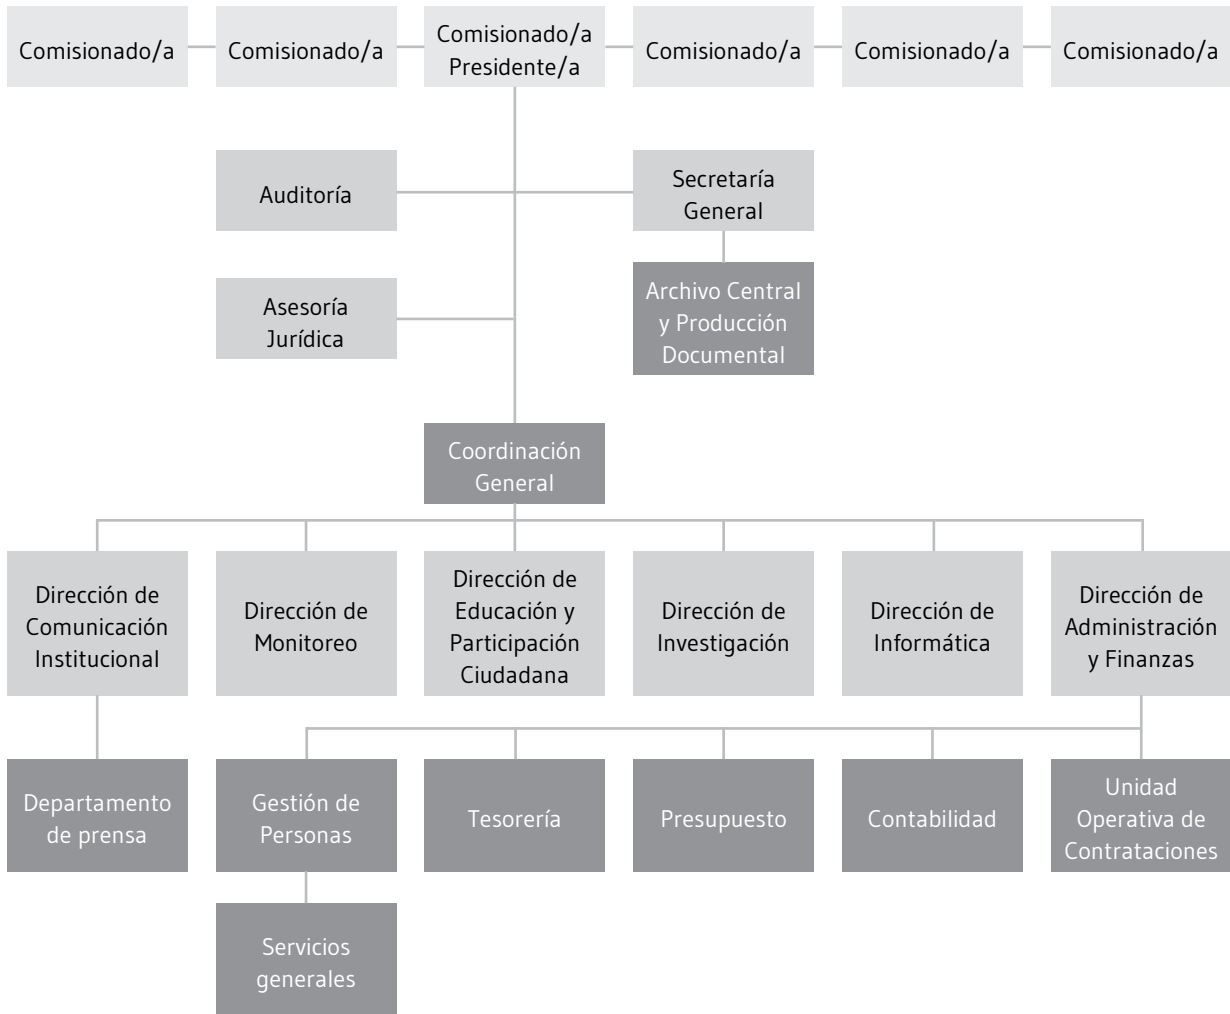 Comisionado/a
Comisionado/a
Comisionado/a
Presidente/a
Comisionado/a
Comisionado/a
Comisionado/a
Auditoría
Secretaría
General
Archivo Central
y Producción
Documental
Asesoría
Jurídica
Coordinación
General
Dirección de
Comunicación
Institucional
Dirección de
Monitoreo
Dirección de
Educación y
Participación
Ciudadana
Dirección de
Investigación
Dirección de
Informática
Dirección de
Administración
y Finanzas
Departamento
de prensa
Gestión de
Personas
Tesorería
Presupuesto
Contabilidad
Unidad
Operativa de
Contrataciones
Servicios
generales